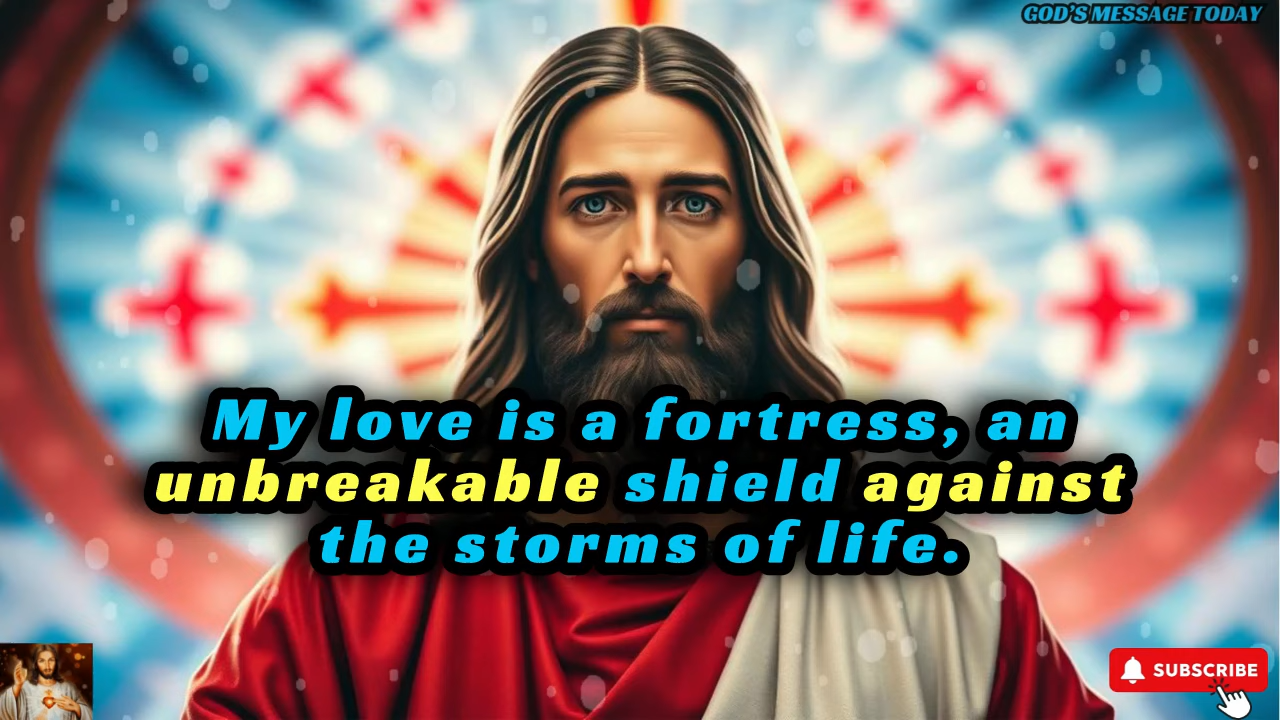 GOD'S MESSAGE TODAY
My love is a fortress, an
unbreakable shield against
the storms of life.
SUBSCRIBE